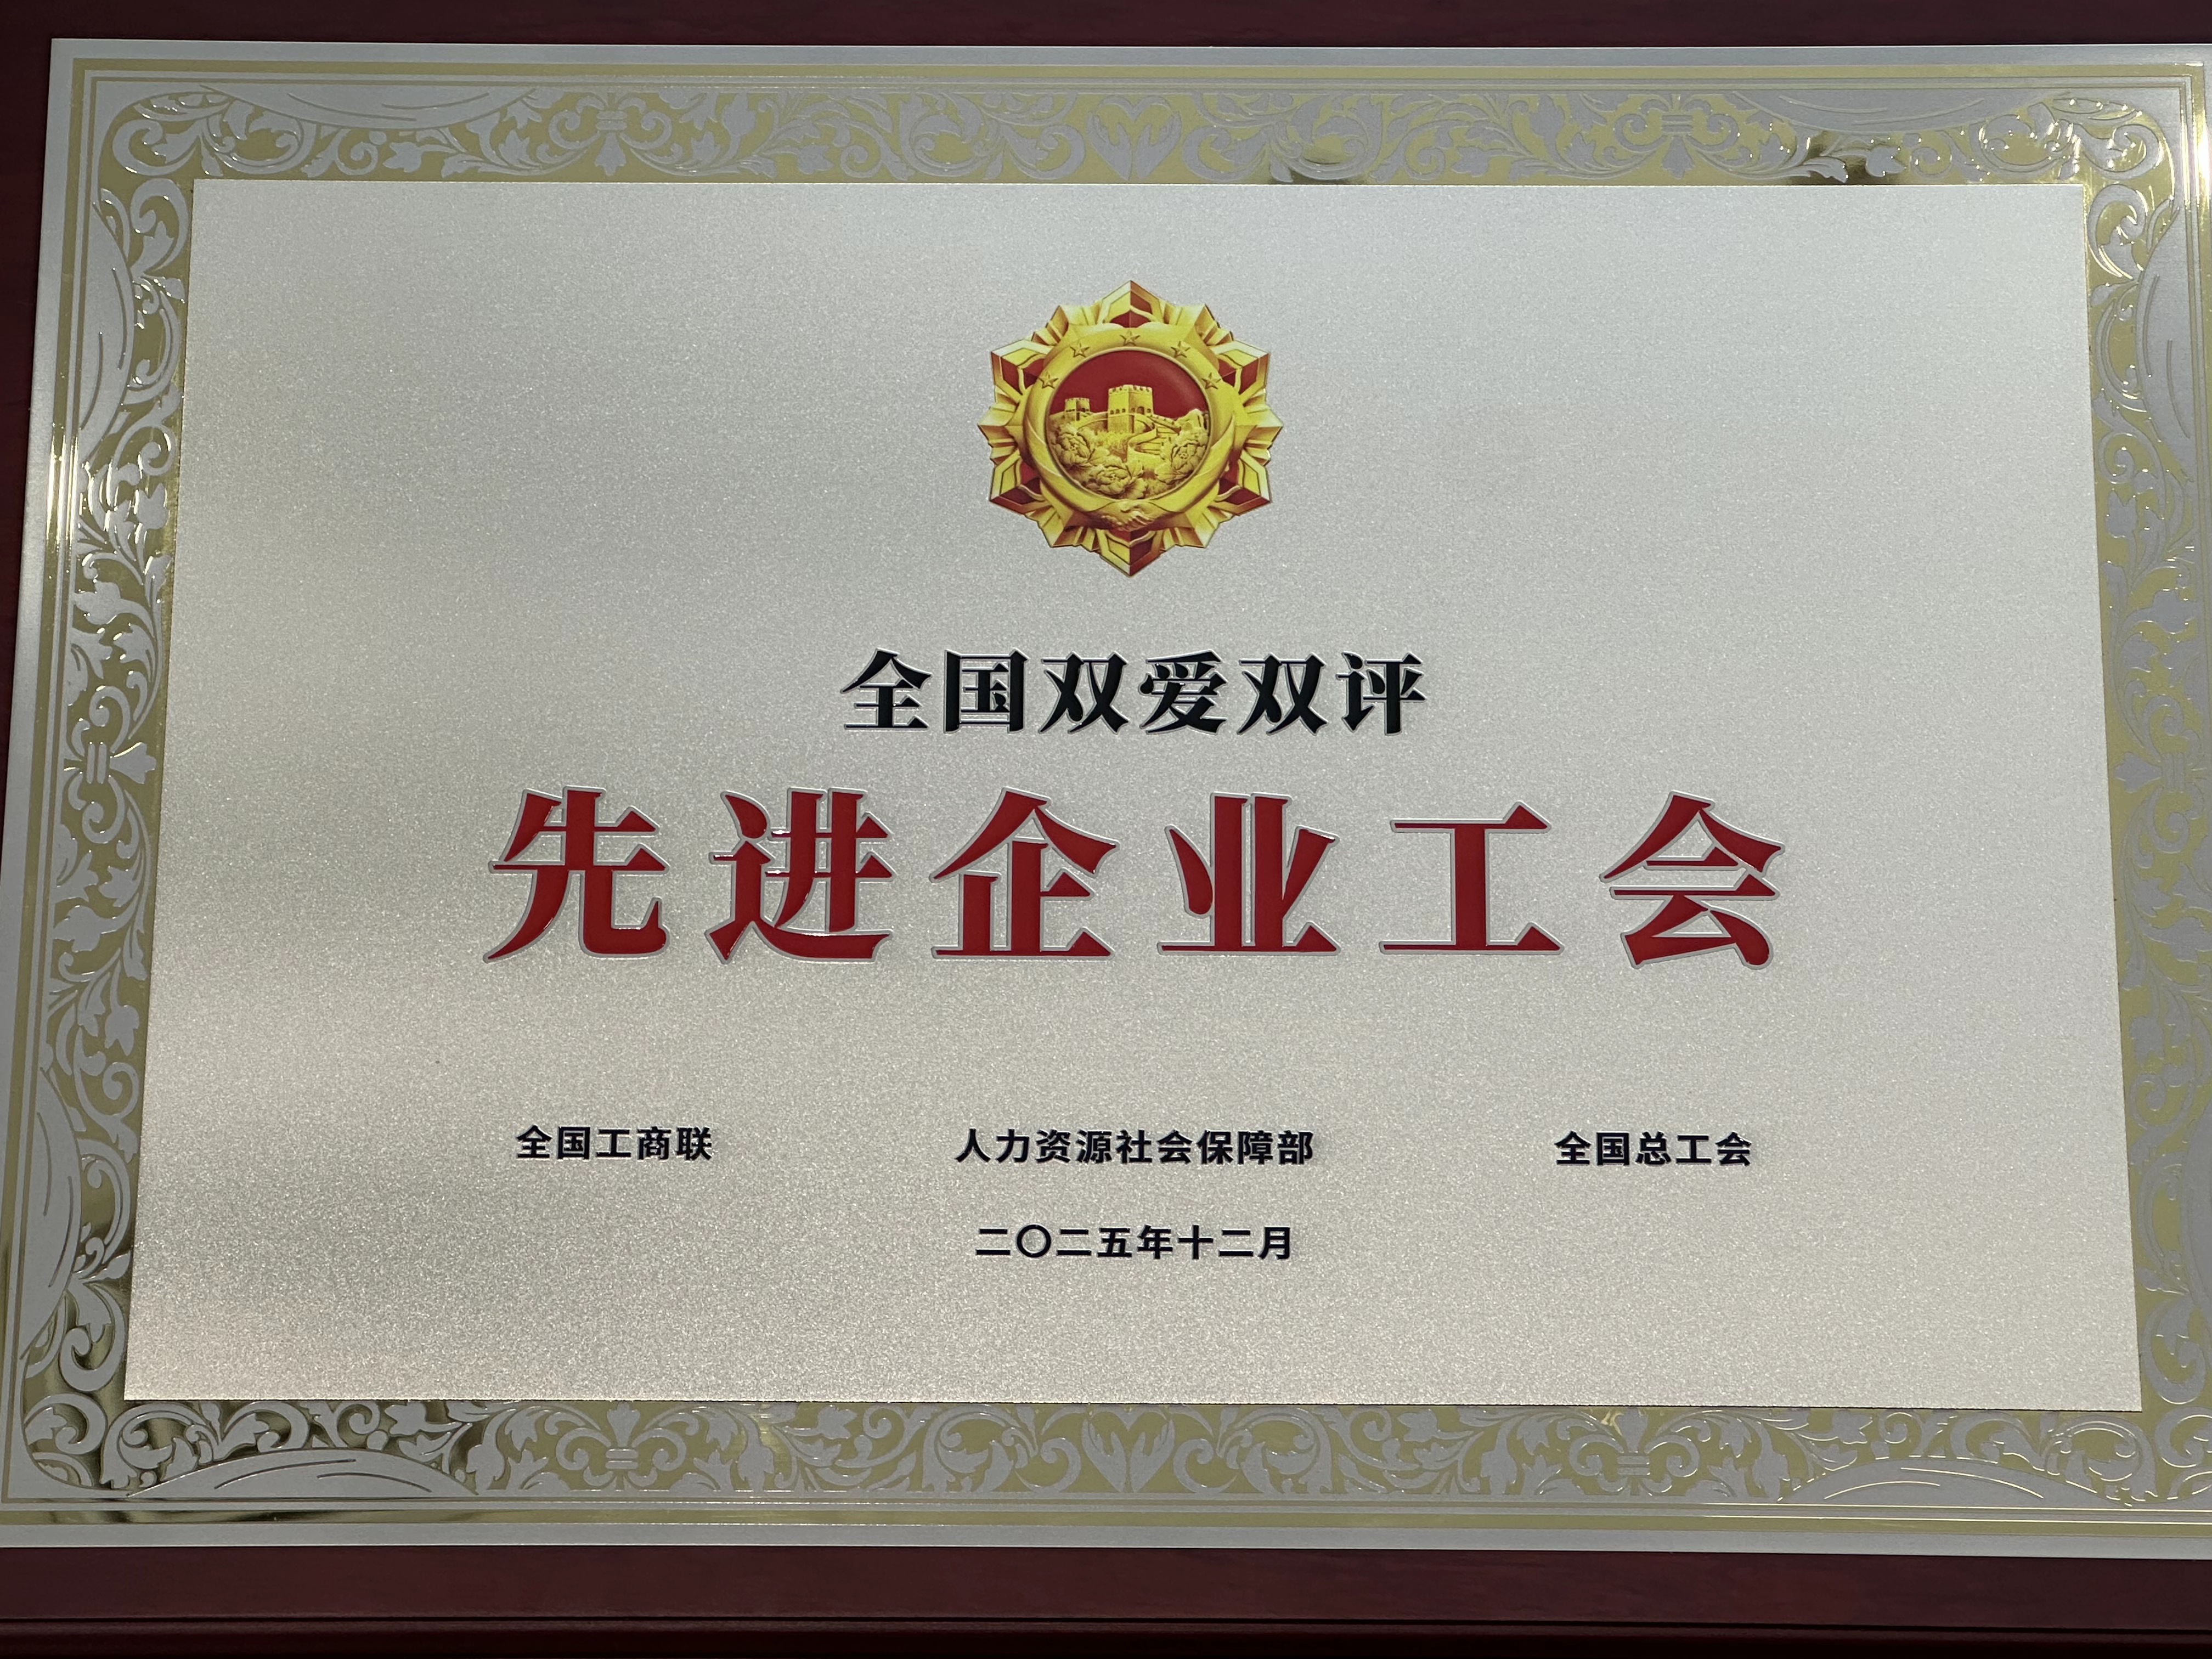 全国双爱双评
先进企业工会
全国工商联 人力资源社会保障部 全国总工会
二〇二五年十二月